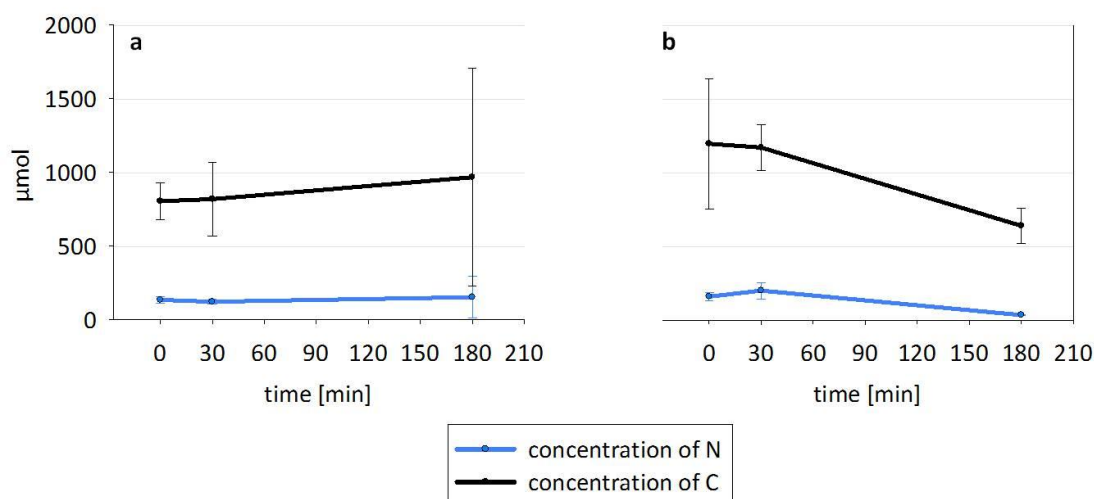 a
b
2000
1500
1000
500
0
µmol
0 30 60 90 120 150 180 210
0 30 60 90 120 150 180 210
time [min]
time [min]
concentration of N
concentration of C